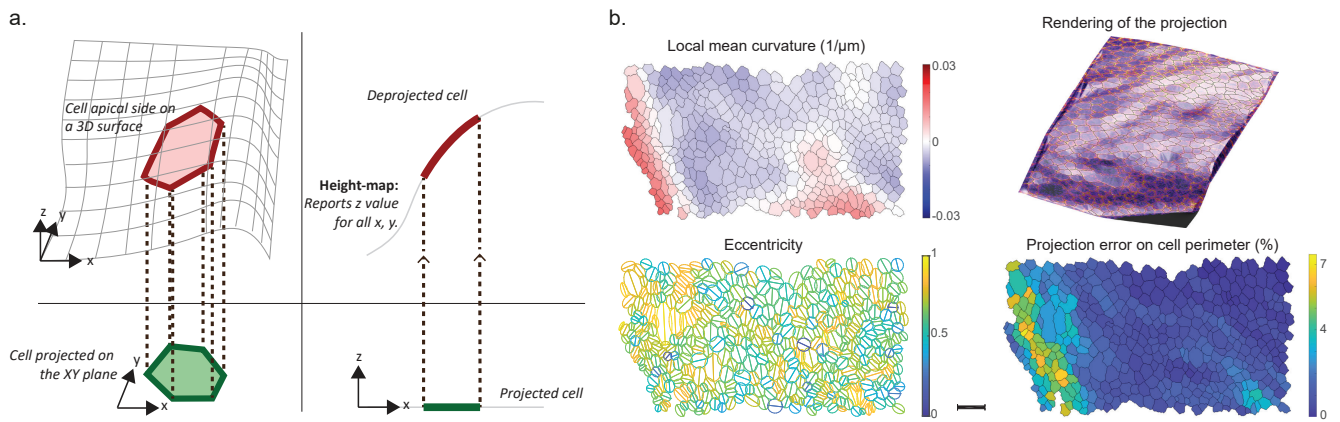 a.
Cell apical side on
a 3D surface
z
y
x
Cell projected on
the XY plane
y
x
Deprojected cell
Height-map:
Reports z value
for all x, y.
z
x
Projected cell
b.
Local mean curvature (1/µm)
0.03
0
-0.03
Rendering of the projection
Eccentricity
1
0.5
0
Projection error on cell perimeter (%)
7
4
0